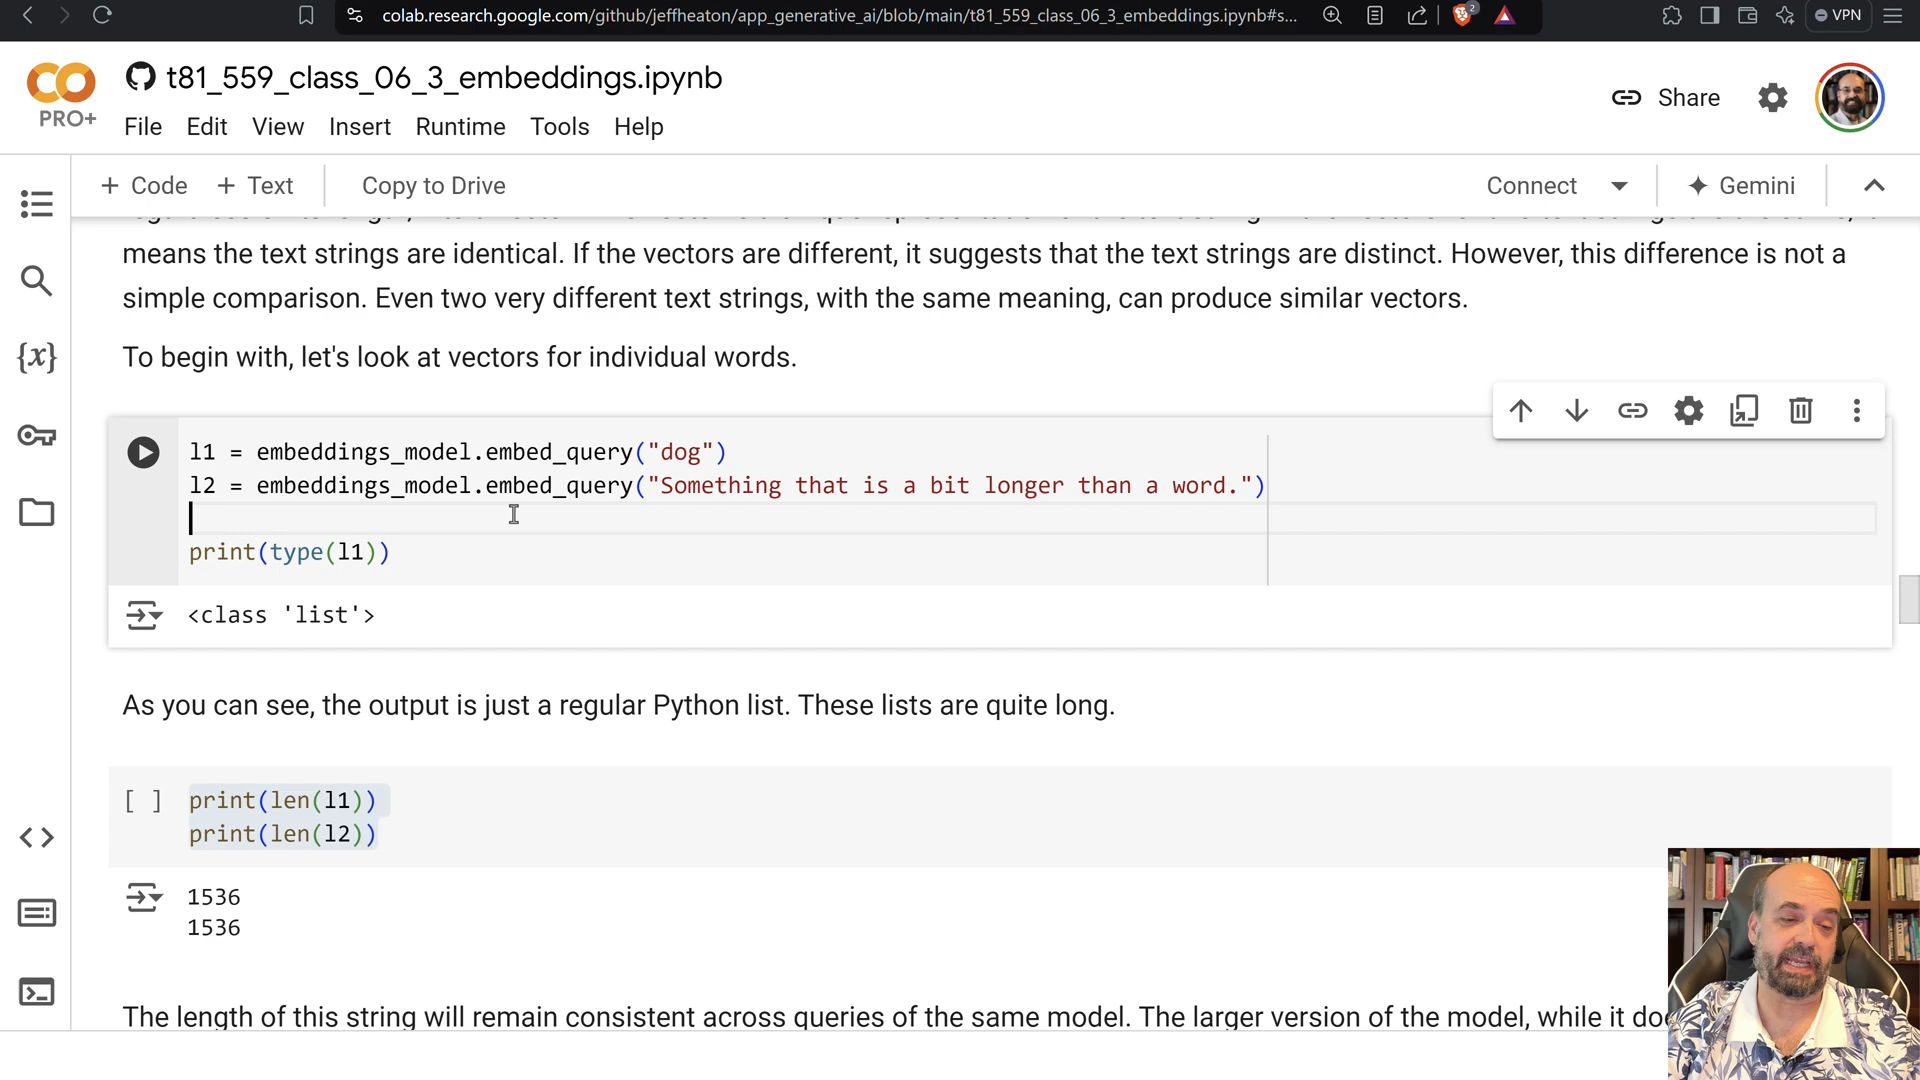 colab.research.google.com/github/jeffheaton/app_generative_ai/blob/main/t81_559_class_06_3_embeddings.ipynb#s...
2
VPN
CO
PRO+
t81_559_class_06_3_embeddings.ipynb
Share
File Edit View Insert Runtime Tools Help
+ Code + Text Copy to Drive
Connect Gemini
means the text strings are identical. If the vectors are different, it suggests that the text strings are distinct. However, this difference is not a
simple comparison. Even two very different text strings, with the same meaning, can produce similar vectors.
To begin with, let's look at vectors for individual words.
l1 = embeddings_model.embed_query("dog")
l2 = embeddings_model.embed_query("Something that is a bit longer than a word.")
print(type(l1))
<class 'list'>
As you can see, the output is just a regular Python list. These lists are quite long.
[ ] print(len(l1))
print(len(l2))
1536
1536
The length of this string will remain consistent across queries of the same model. The larger version of the model, while it